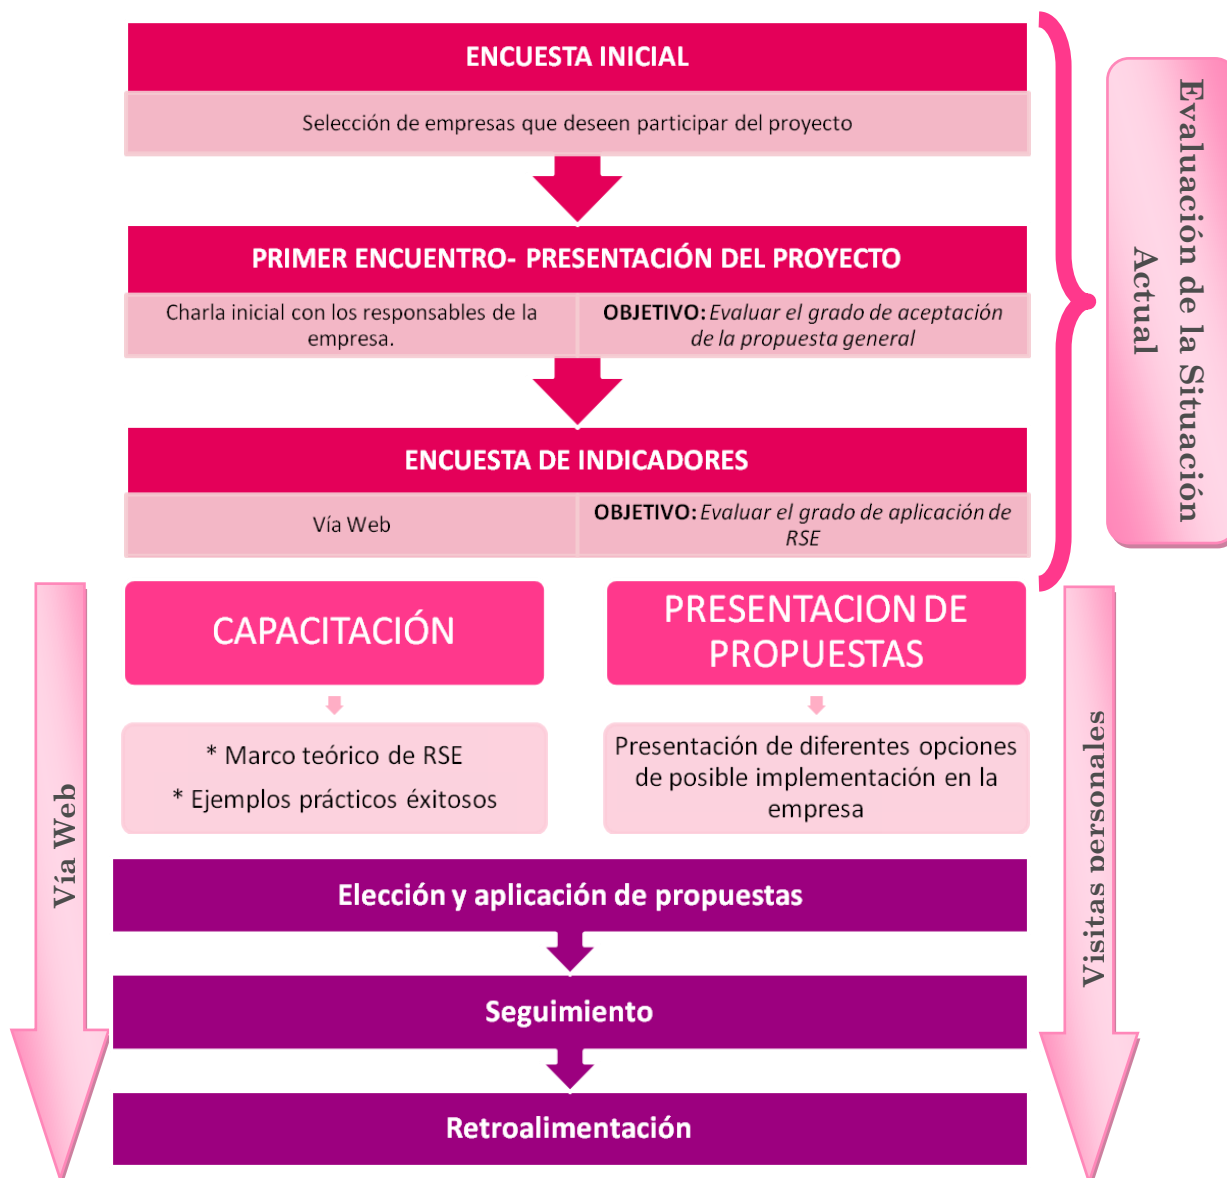 ENCUESTA INICIAL
Selección de empresas que deseen participar del proyecto
PRIMER ENCUENTRO- PRESENTACIÓN DEL PROYECTO
Charla inicial con los responsables de la
empresa.
OBJETIVO: Evaluar el grado de aceptación
de la propuesta general
ENCUESTA DE INDICADORES
Vía Web
OBJETIVO: Evaluar el grado de aplicación de
RSE
Evaluación de la Situación
Actual
CAPACITACIÓN
* Marco teórico de RSE
* Ejemplos prácticos éxitosos
PRESENTACION DE
PROPUESTAS
Presentación de diferentes opciones
de posible implementación en la
empresa
Vía Web
Visitas personales
Elección y aplicación de propuestas
Seguimiento
Retroalimentación